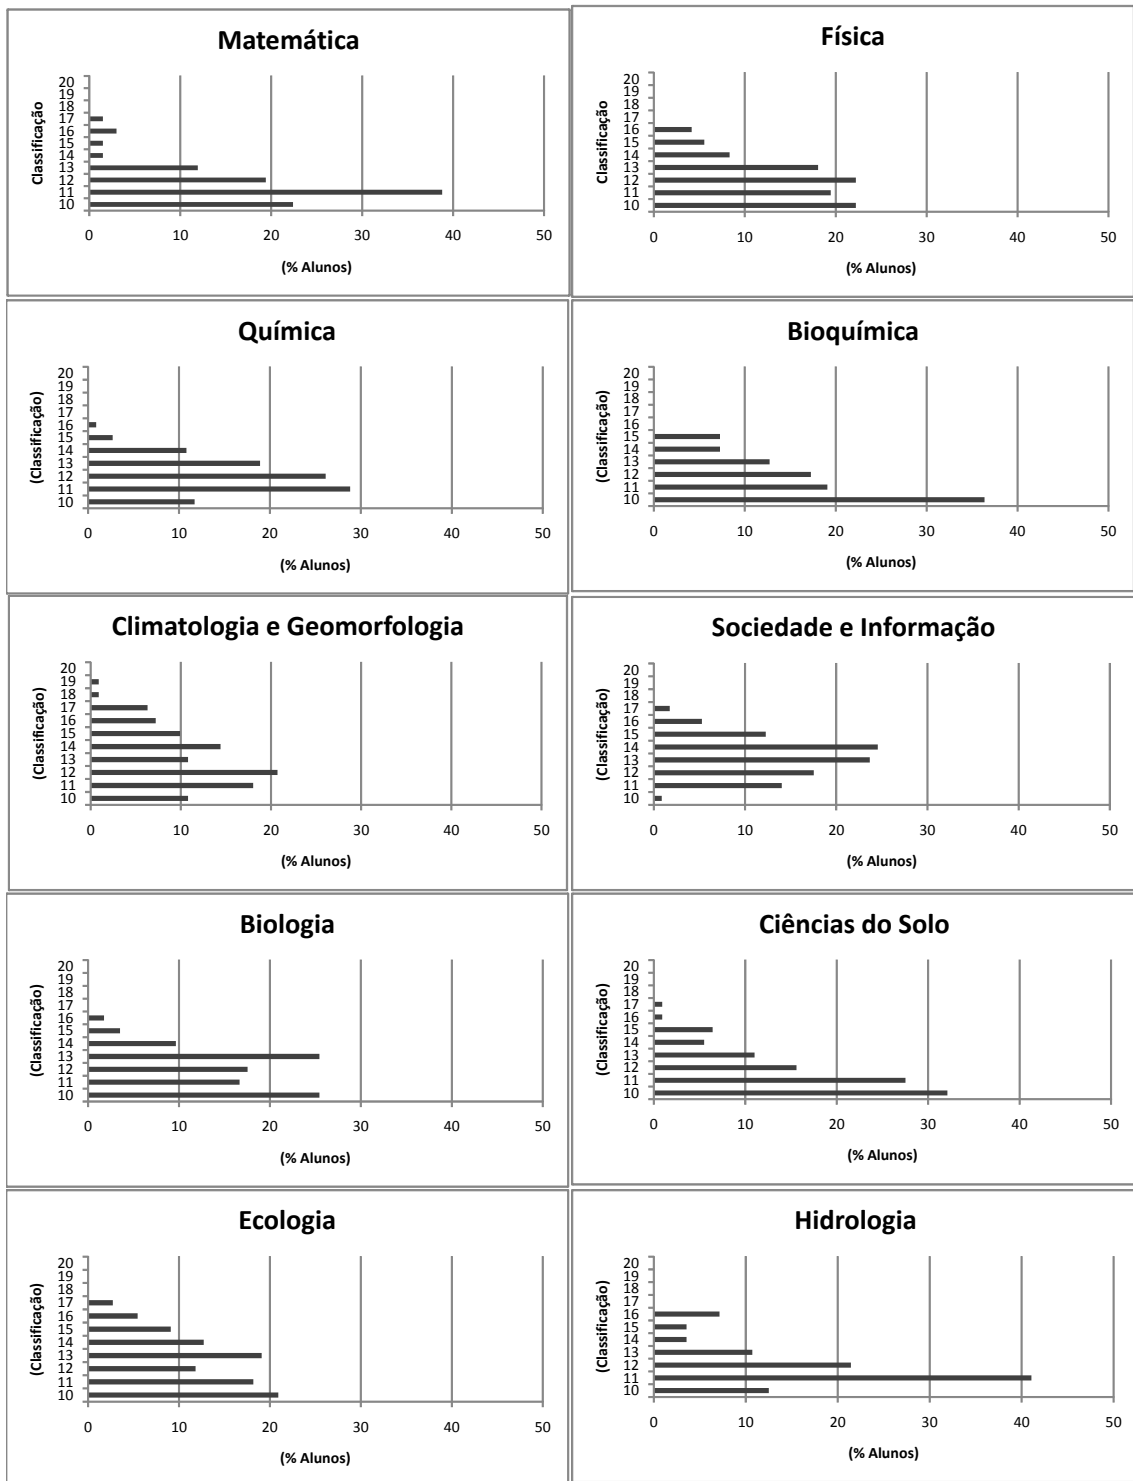 Matemática
Classificação
20
19
18
17
16
15
14
13
12
11
10
0 10 20 30 40 50
(% Alunos)
Física
Classificação
20
19
18
17
16
15
14
13
12
11
10
0 10 20 30 40 50
(% Alunos)
Química
(Classificação)
20
19
18
17
16
15
14
13
12
11
10
0 10 20 30 40 50
(% Alunos)
Bioquímica
(Classificação)
20
19
18
17
16
15
14
13
12
11
10
0 10 20 30 40 50
(% Alunos)
Climatologia e Geomorfologia
(Classificação)
20
19
18
17
16
15
14
13
12
11
10
0 10 20 30 40 50
(% Alunos)
Sociedade e Informação
(Classificação)
20
19
18
17
16
15
14
13
12
11
10
0 10 20 30 40 50
(% Alunos)
Biologia
(Classificação)
20
19
18
17
16
15
14
13
12
11
10
0 10 20 30 40 50
(% Alunos)
Ciências do Solo
(Classificação)
20
19
18
17
16
15
14
13
12
11
10
0 10 20 30 40 50
(% Alunos)
Ecologia
(Classificação)
20
19
18
17
16
15
14
13
12
11
10
0 10 20 30 40 50
(% Alunos)
Hidrologia
(Classificação)
20
19
18
17
16
15
14
13
12
11
10
0 10 20 30 40 50
(% Alunos)